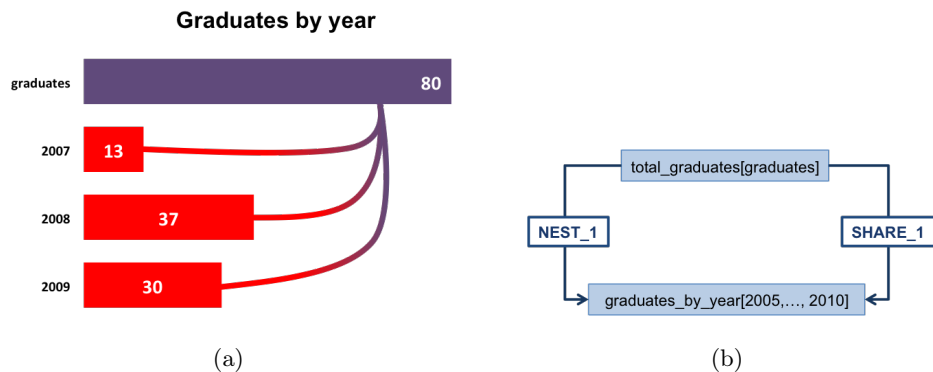 Graduates by year
graduates 80
2007 13
2008 37
2009 30
(a)
total_graduates[graduates]
NEST_1 SHARE_1
graduates_by_year[2005,…, 2010]
(b)